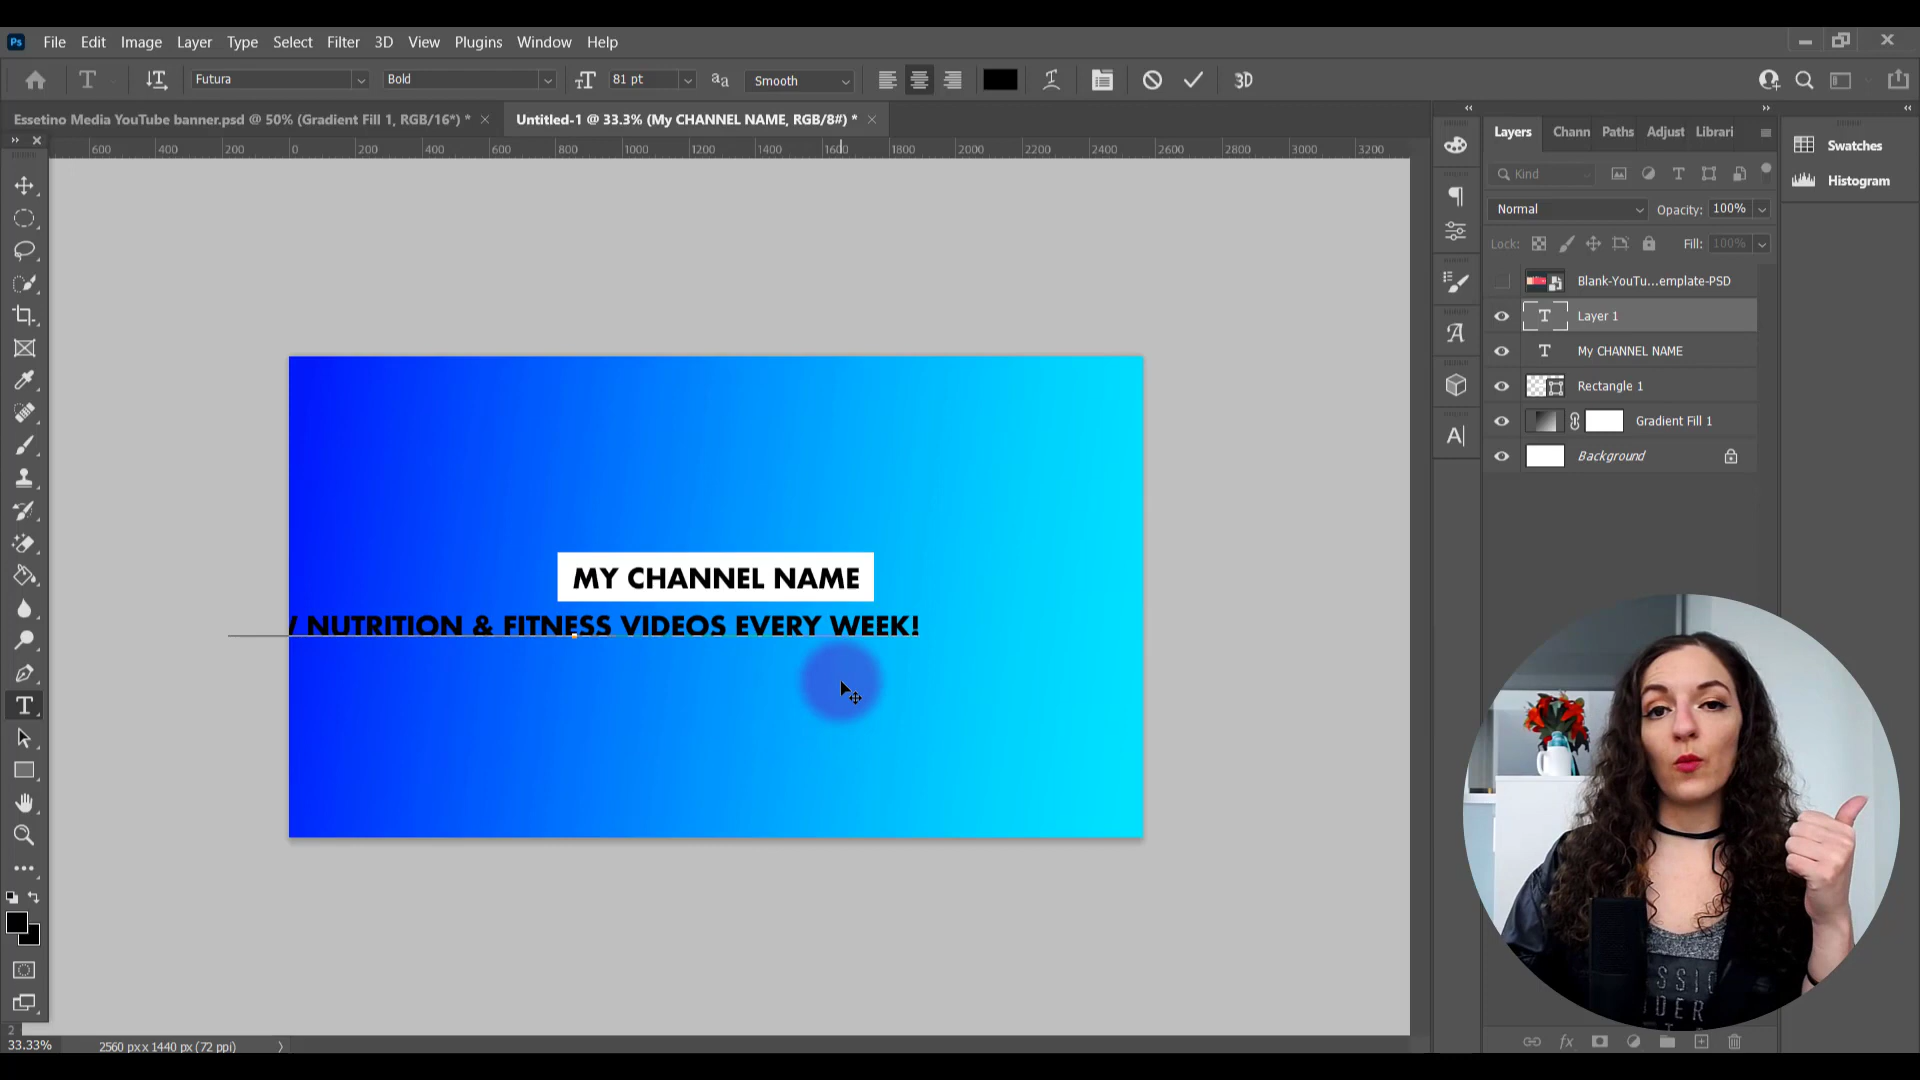 Ps File Edit Image Layer Type Select Filter 3D View Plugins Window Help
T Futura Bold 81 pt aa Smooth 3D
Essetino Media YouTube banner.psd @ 50% (Gradient Fill 1, RGB/16*) * Untitled-1 @ 33.3% (My CHANNEL NAME, RGB/8#) *
600 400 200 0 200 400 600 800 1000 1200 1400 1600 1800 2000 2200 2400 2600 2800 3000 3200
Layers Chann Paths Adjust Librari
Swatches
Histogram
Kind
Normal Opacity: 100%
Lock: Fill: 100%
Blank-YouTu...emplate-PSD
T Layer 1
T My CHANNEL NAME
Rectangle 1
Gradient Fill 1
Background
MY CHANNEL NAME
NUTRITION & FITNESS VIDEOS EVERY WEEK!
2
33.33% 2560 px x 1440 px (72 ppi)
fx